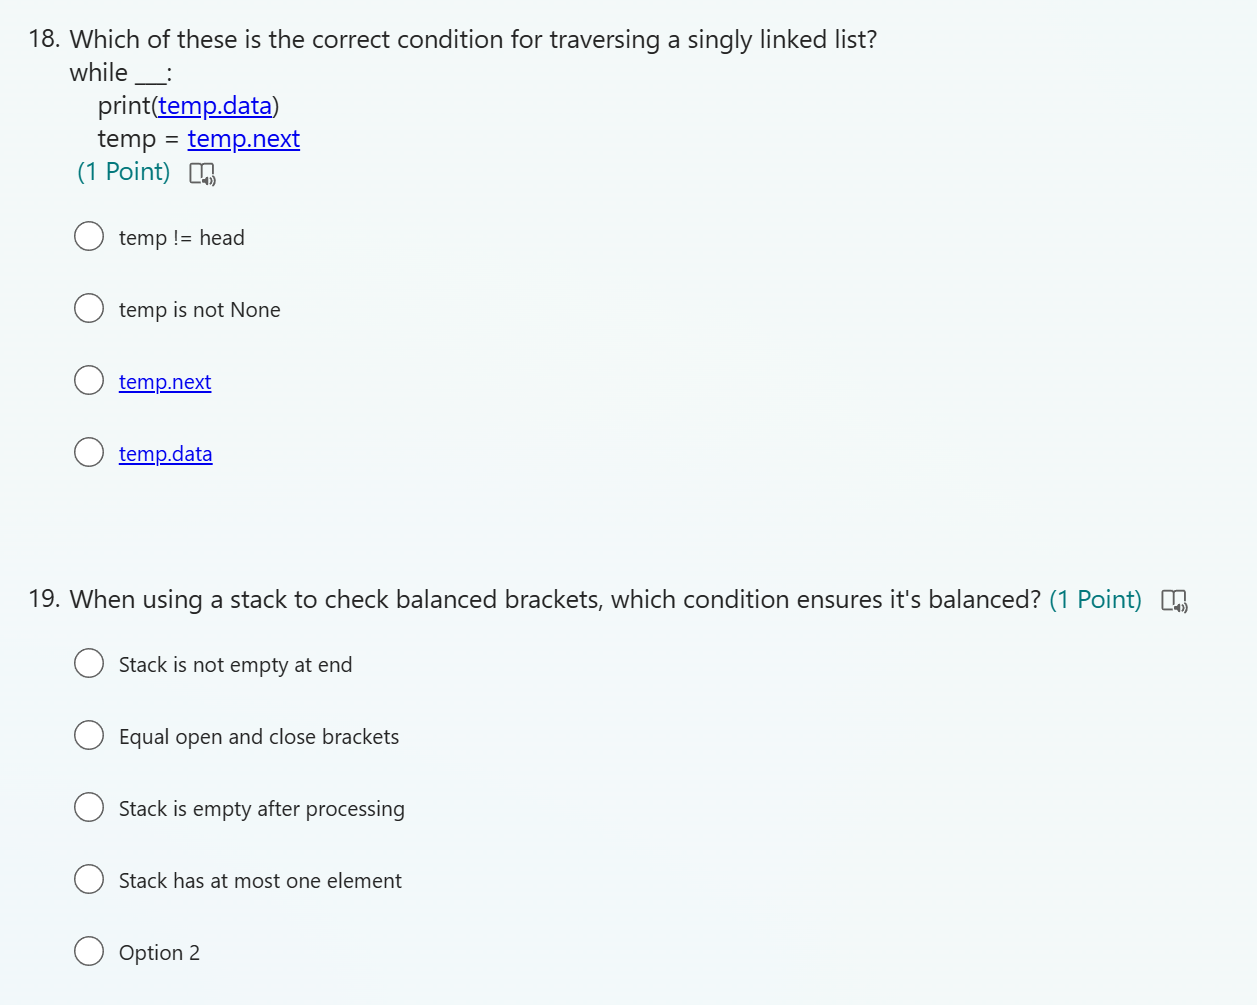 18. Which of these is the correct condition for traversing a singly linked list?
while ___:
print(temp.data)
temp = temp.next
(1 Point)
temp != head
temp is not None
temp.next
temp.data
19. When using a stack to check balanced brackets, which condition ensures it's balanced? (1 Point)
Stack is not empty at end
Equal open and close brackets
Stack is empty after processing
Stack has at most one element
Option 2